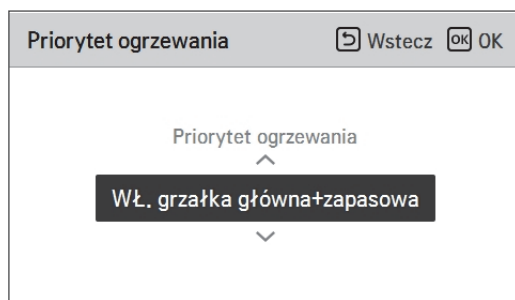 Priorytet ogrzewania Wstecz OK OK
Priorytet ogrzewania
WŁ. grzałka główna+zapasowa